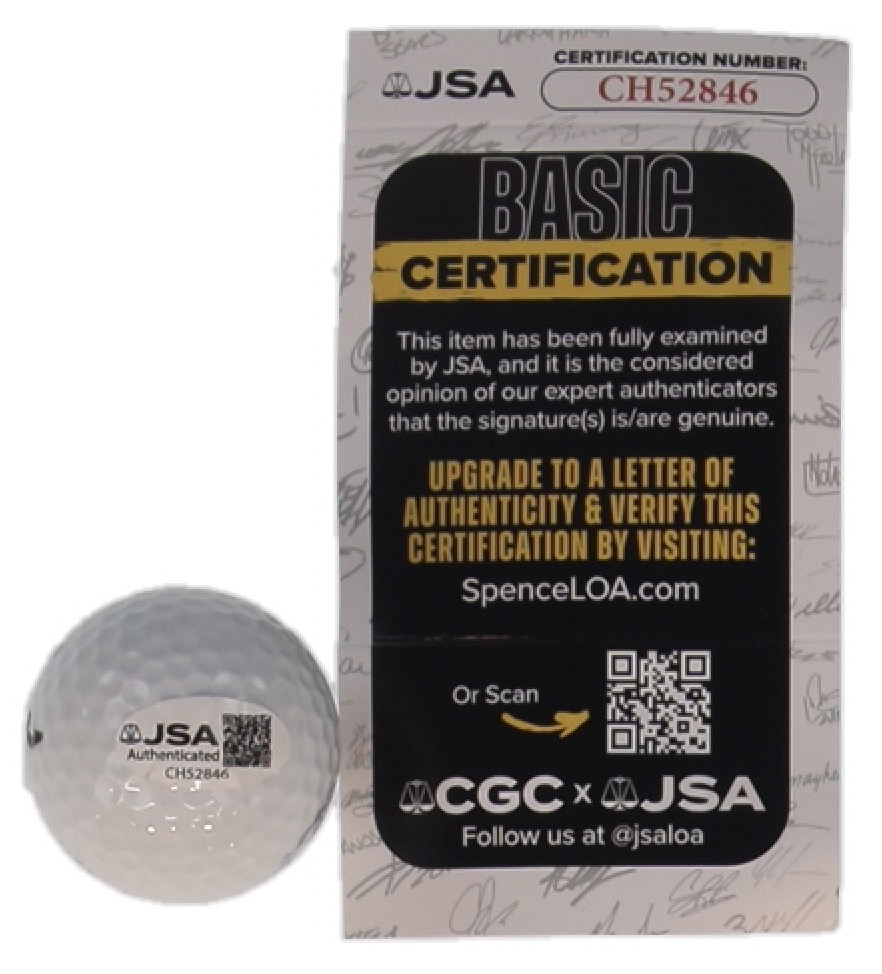 JSA
CERTIFICATION NUMBER:
CH52846
BASIC
CERTIFICATION
This item has been fully examined
by JSA, and it is the considered
opinion of our expert authenticators
that the signature(s) is/are genuine.
UPGRADE TO A LETTER OF
AUTHENTICITY & VERIFY THIS
CERTIFICATION BY VISITING:
SpenceLOA.com
Or Scan
CGC x JSA
Follow us at @jsaloa
JSA
Authenticated
CH52846